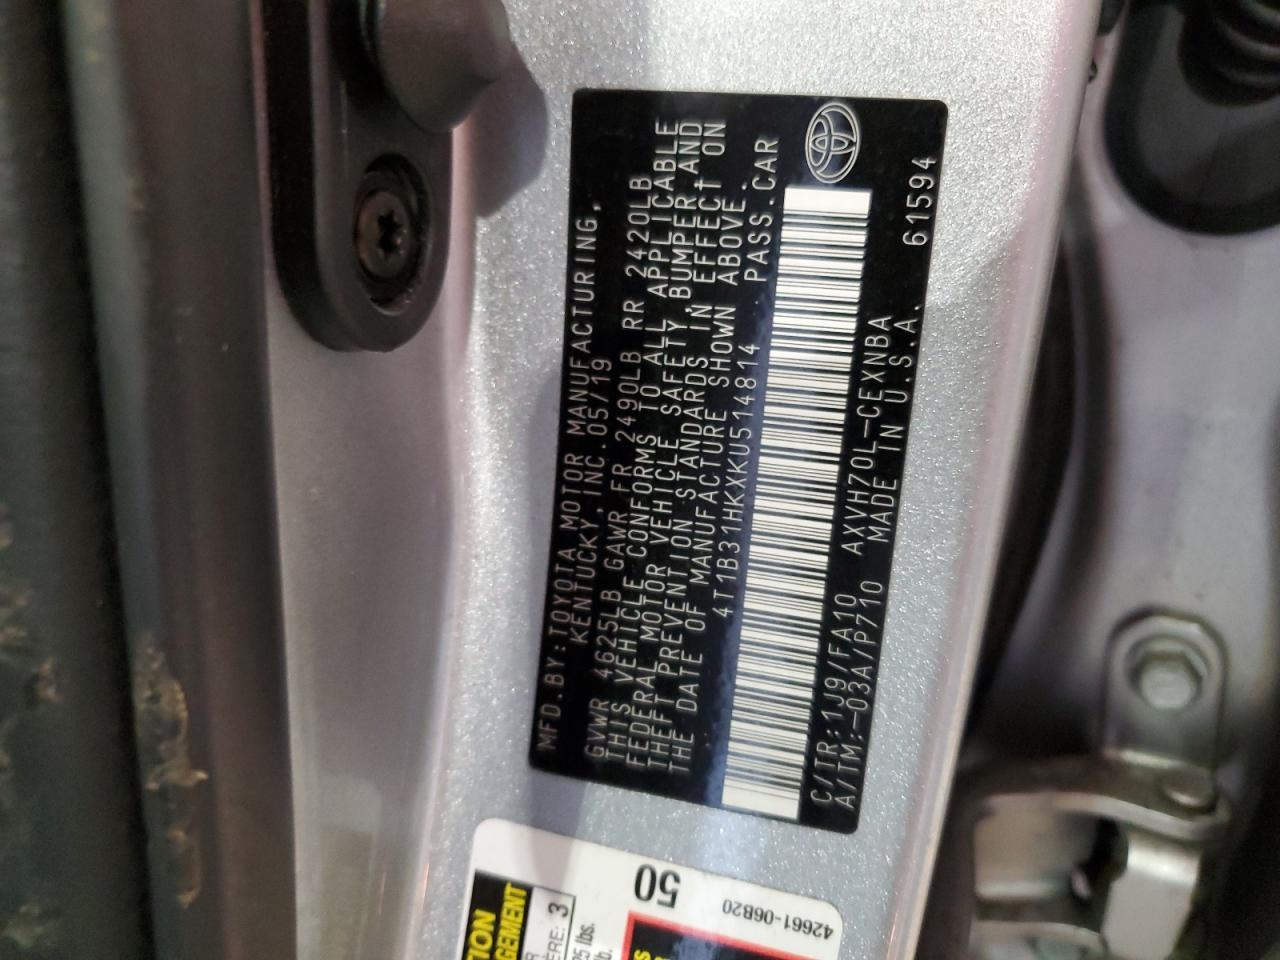 MFD.BY:TOYOTA MOTOR MANUFACTURING,
KENTUCKY,INC.05/19
GVWR 4625LB GAWR FR 2490LB RR 2420LB
THIS VEHICLE CONFORMS TO ALL APPLICABLE
FEDERAL MOTOR VEHICLE SAFETY,BUMPER,AND
THEFT PREVENTION STANDARDS IN EFFECT ON
THE DATE OF MANUFACTURE SHOWN ABOVE.
4T1B31HKXKU514814 PASS.CAR
C/TR:1J9/FA10 AXVH70L-CEXNBA 61594
A/TM:-03A/P710 MADE IN U.S.A.
50
42661-06B20